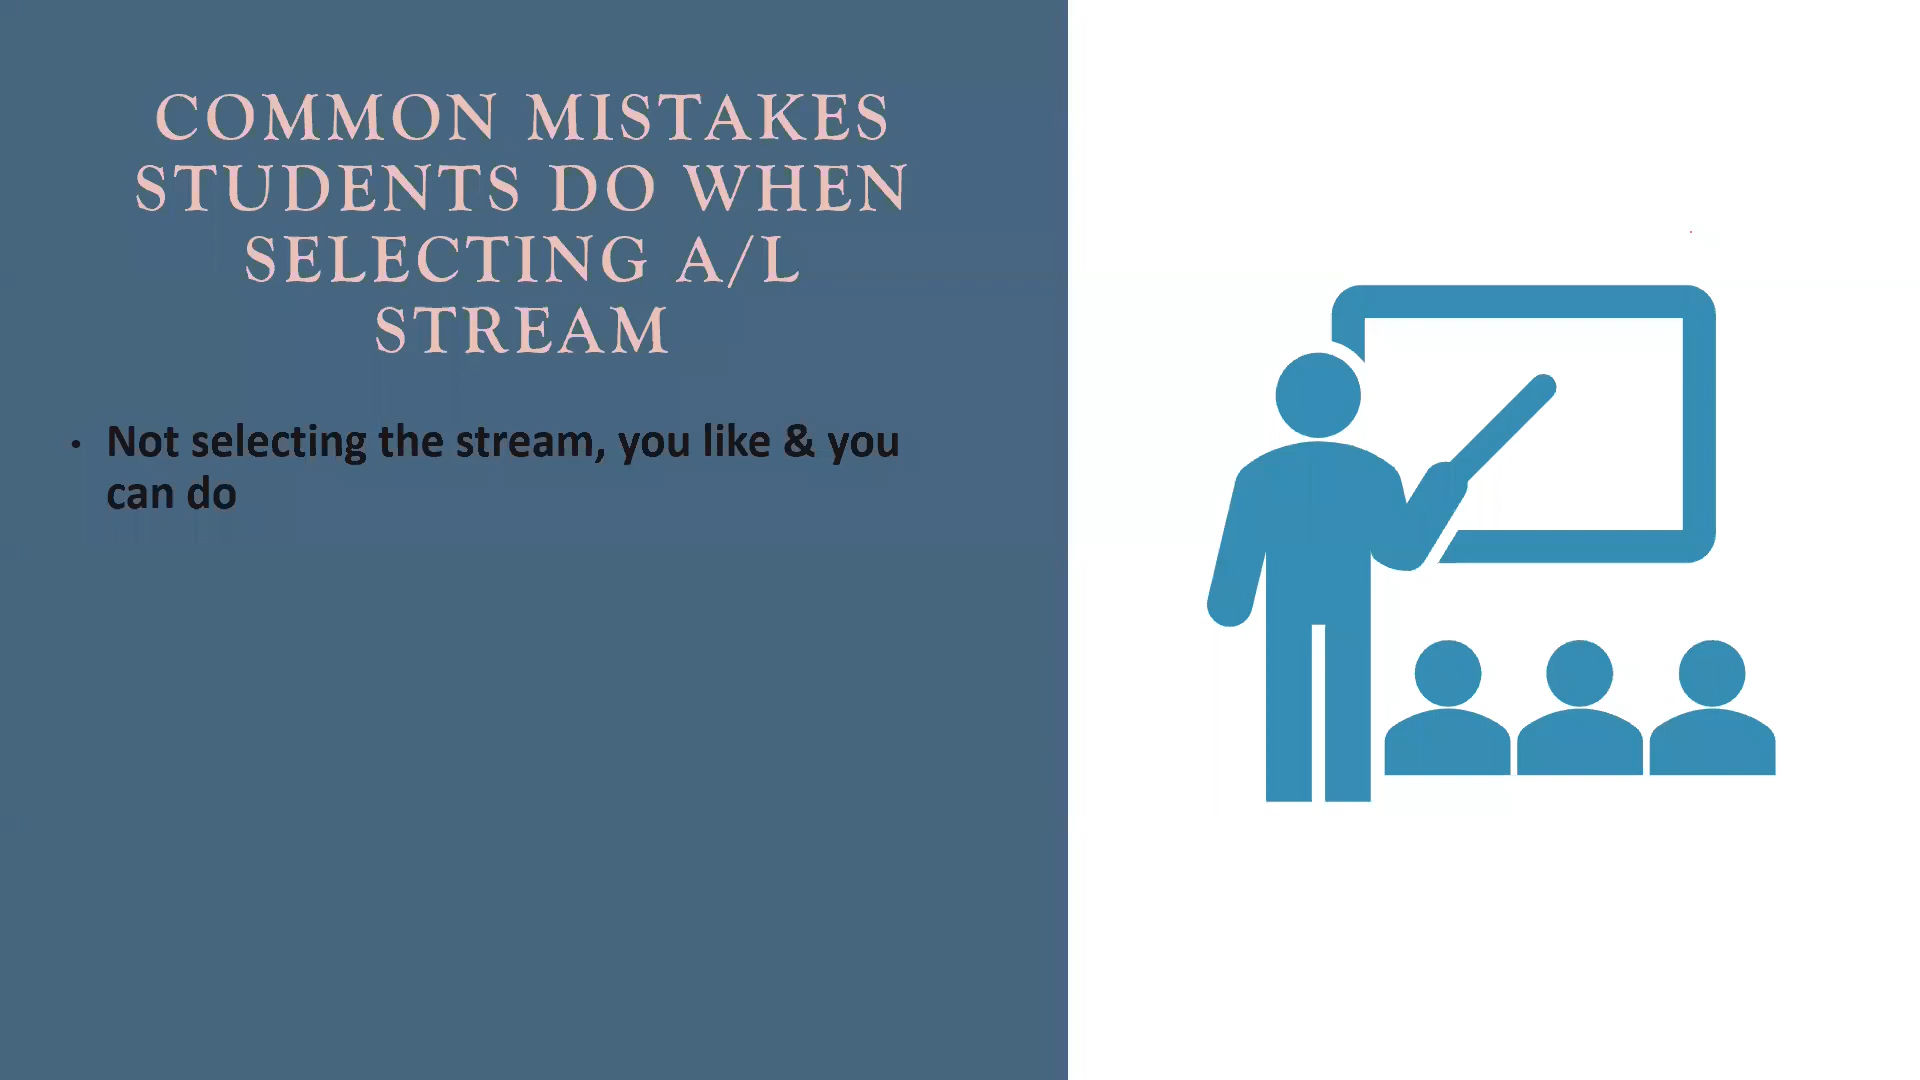 COMMON MISTAKES
STUDENTS DO WHEN
SELECTING A/L
STREAM
• Not selecting the stream, you like & you
can do